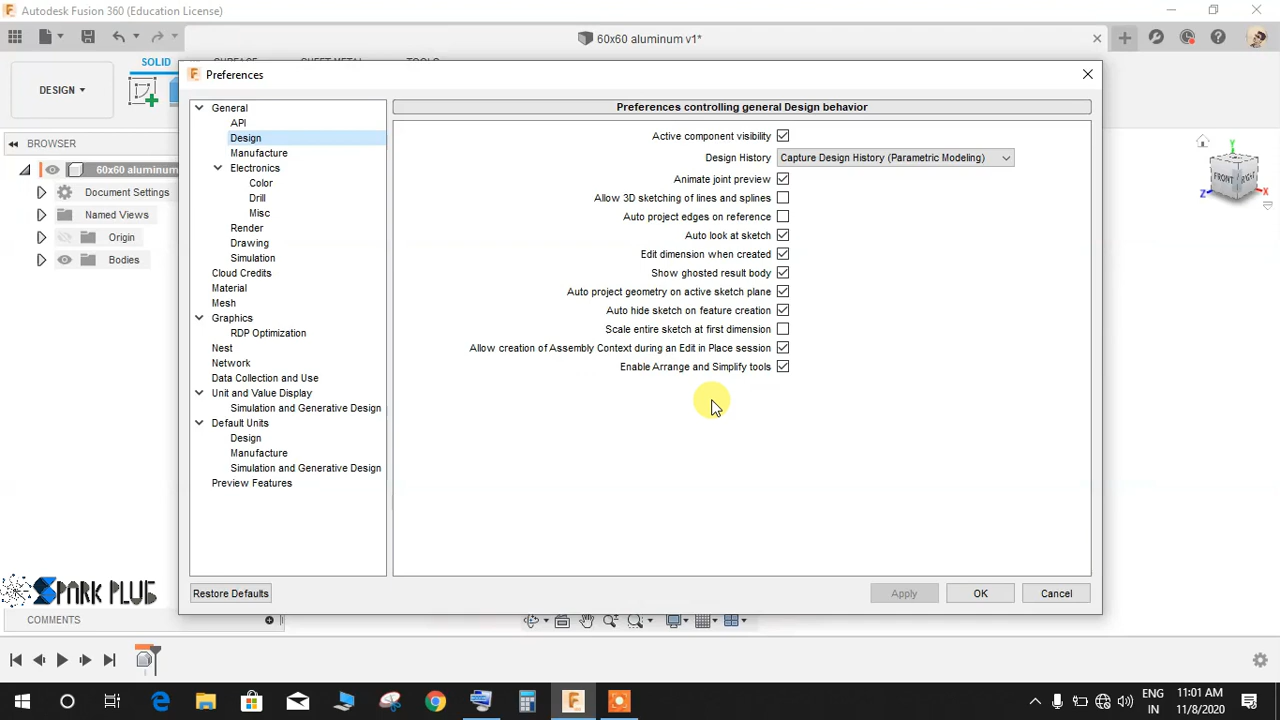 Autodesk Fusion 360 (Education License)
60x60 aluminum v1*
SOLID
DESIGN
BROWSER
60x60 aluminum
Document Settings
Named Views
Origin
Bodies
Preferences
General
API
Design
Manufacture
Electronics
Color
Drill
Misc
Render
Drawing
Simulation
Cloud Credits
Material
Mesh
Graphics
RDP Optimization
Nest
Network
Data Collection and Use
Unit and Value Display
Simulation and Generative Design
Default Units
Design
Manufacture
Simulation and Generative Design
Preview Features
Preferences controlling general Design behavior
Active component visibility
Design History Capture Design History (Parametric Modeling)
Animate joint preview
Allow 3D sketching of lines and splines
Auto project edges on reference
Auto look at sketch
Edit dimension when created
Show ghosted result body
Auto project geometry on active sketch plane
Auto hide sketch on feature creation
Scale entire sketch at first dimension
Allow creation of Assembly Context during an Edit in Place session
Enable Arrange and Simplify tools
Restore Defaults
Apply
OK
Cancel
Y
FRONT
RIGHT
Z
X
SPARK PLUG
COMMENTS
ENG
IN
11:01 AM
11/8/2020